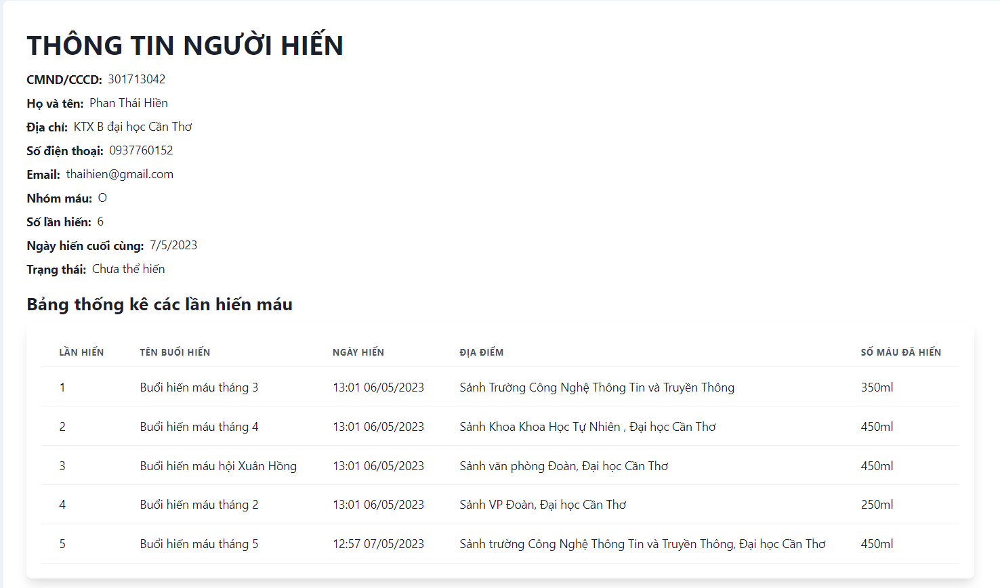 THÔNG TIN NGƯỜI HIẾN
CMND/CCCD: 301713042
Họ và tên: Phan Thái Hiền
Địa chỉ: KTX B đại học Cần Thơ
Số điện thoại: 0937760152
Email: thaihien@gmail.com
Nhóm máu: O
Số lần hiến: 6
Ngày hiến cuối cùng: 7/5/2023
Trạng thái: Chưa thể hiến
Bảng thống kê các lần hiến máu
LẦN HIẾN TÊN BUỔI HIẾN NGÀY HIẾN ĐỊA ĐIỂM SỐ MÁU ĐÃ HIẾN
1 Buổi hiến máu tháng 3 13:01 06/05/2023 Sảnh Trường Công Nghệ Thông Tin và Truyền Thông 350ml
2 Buổi hiến máu tháng 4 13:01 06/05/2023 Sảnh Khoa Khoa Học Tự Nhiên , Đại học Cần Thơ 450ml
3 Buổi hiến máu hội Xuân Hồng 13:01 06/05/2023 Sảnh văn phòng Đoàn, Đại học Cần Thơ 450ml
4 Buổi hiến máu tháng 2 13:01 06/05/2023 Sảnh VP Đoàn, Đại học Cần Thơ 250ml
5 Buổi hiến máu tháng 5 12:57 07/05/2023 Sảnh trường Công Nghệ Thông Tin và Truyền Thông, Đại học Cần Thơ 450ml